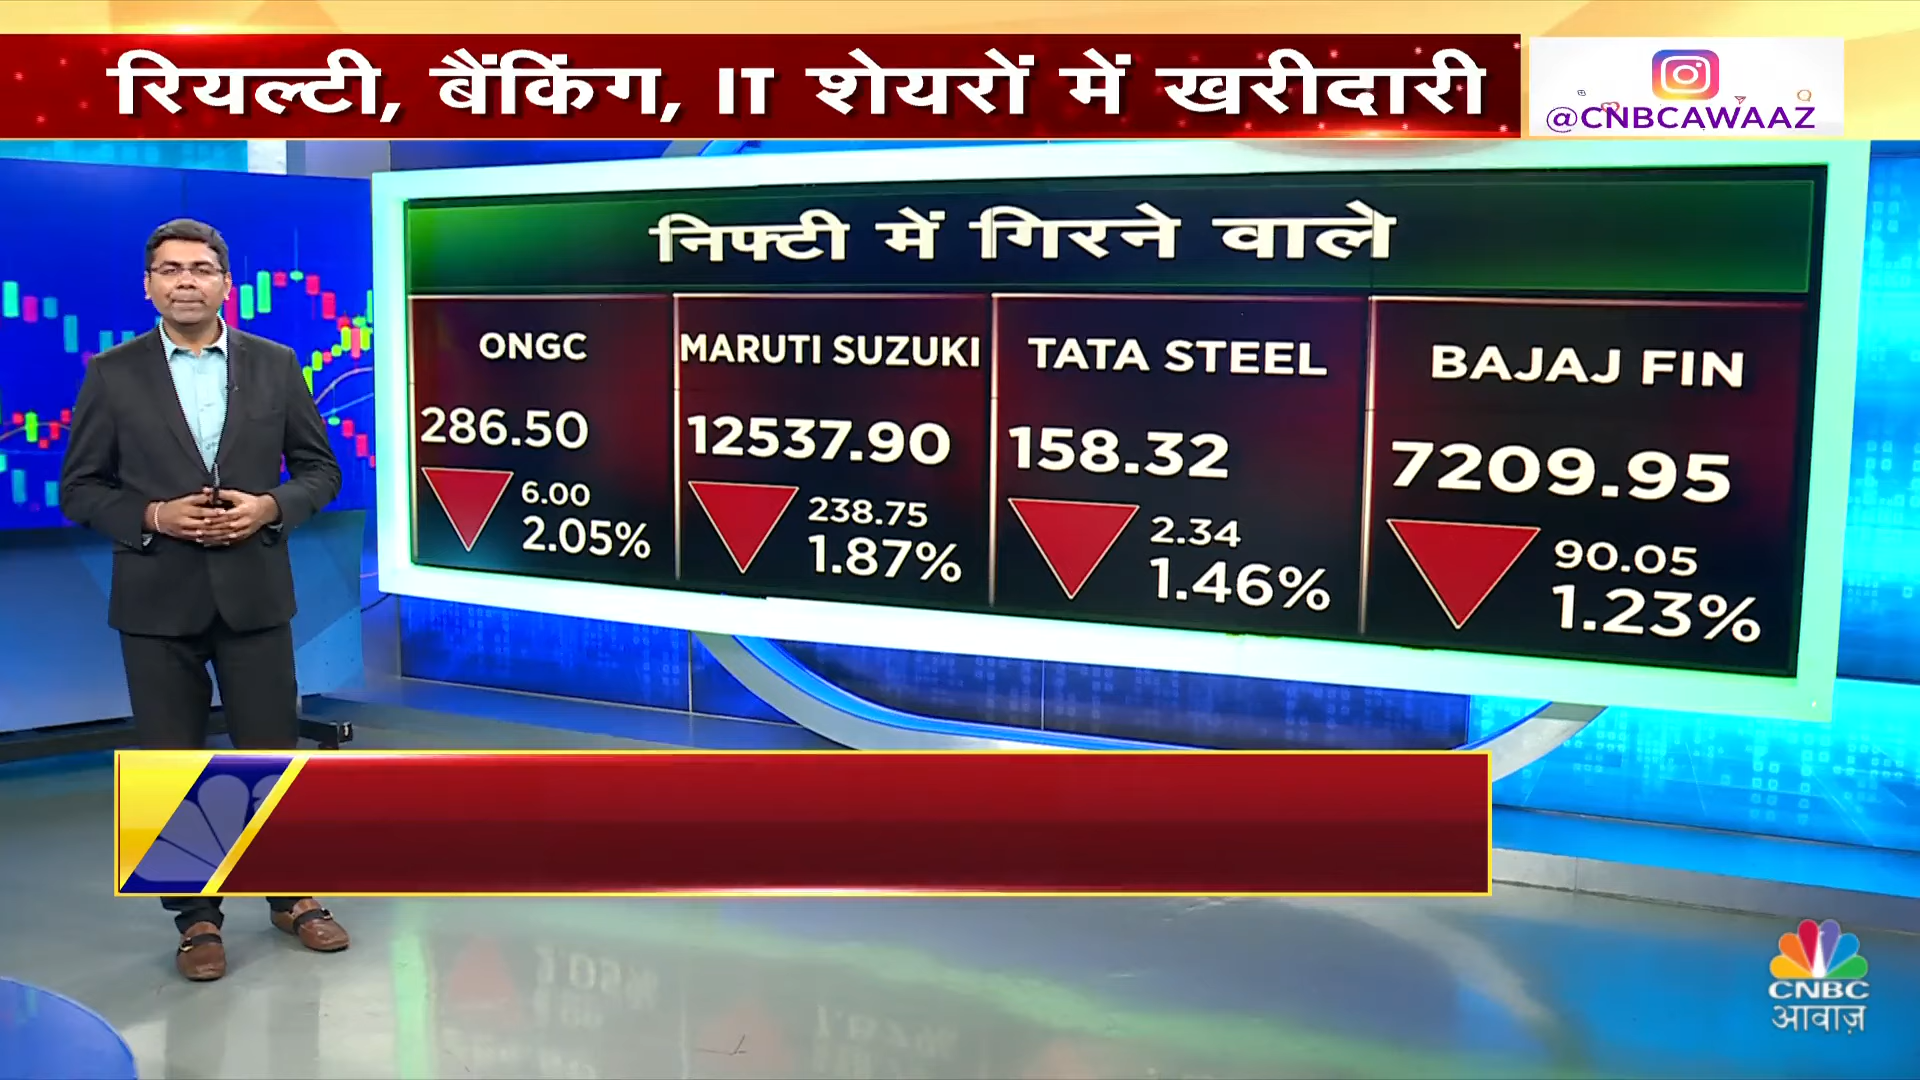 रियल्टी, बैंकिंग, IT शेयरों में खरीदारी
@CNBCAWAAZ
निफ्टी में गिरने वाले
ONGC
286.50
6.00
2.05%
MARUTI SUZUKI
12537.90
238.75
1.87%
TATA STEEL
158.32
2.34
1.46%
BAJAJ FIN
7209.95
90.05
1.23%
CNBC
आवाज़